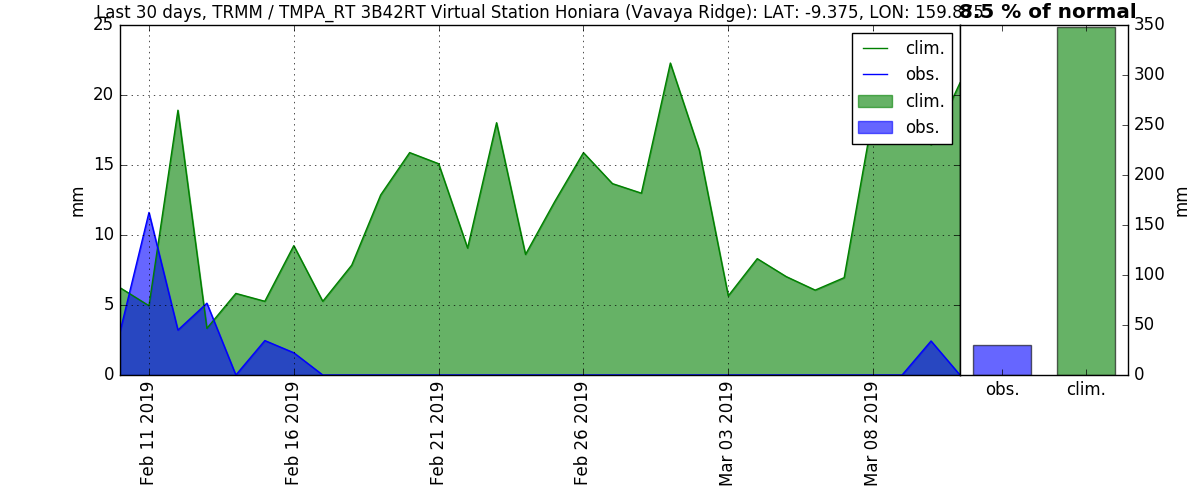 Last 30 days, TRMM / TMPA_RT 3B42RT Virtual Station Honiara (Vavaya Ridge): LAT: -9.375, LON:
8.5 % of normal
25
20
15
10
5
0
mm
clim.
obs.
clim.
obs.
350
300
250
200
150
100
50
0
mm
obs.
clim.
Feb 11 2019
Feb 16 2019
Feb 21 2019
Feb 26 2019
Mar 03 2019
Mar 08 2019